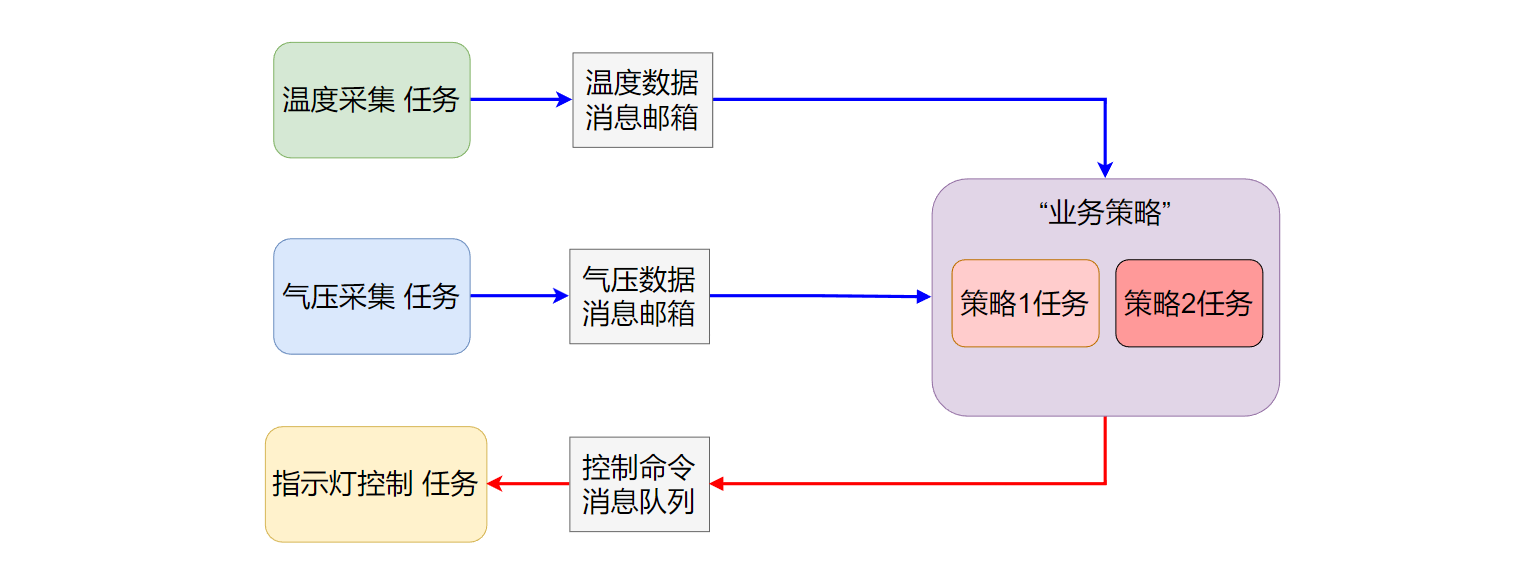 温度采集 任务
温度数据
消息邮箱
“业务策略”
气压采集 任务
气压数据
消息邮箱
策略1任务
策略2任务
指示灯控制 任务
控制命令
消息队列